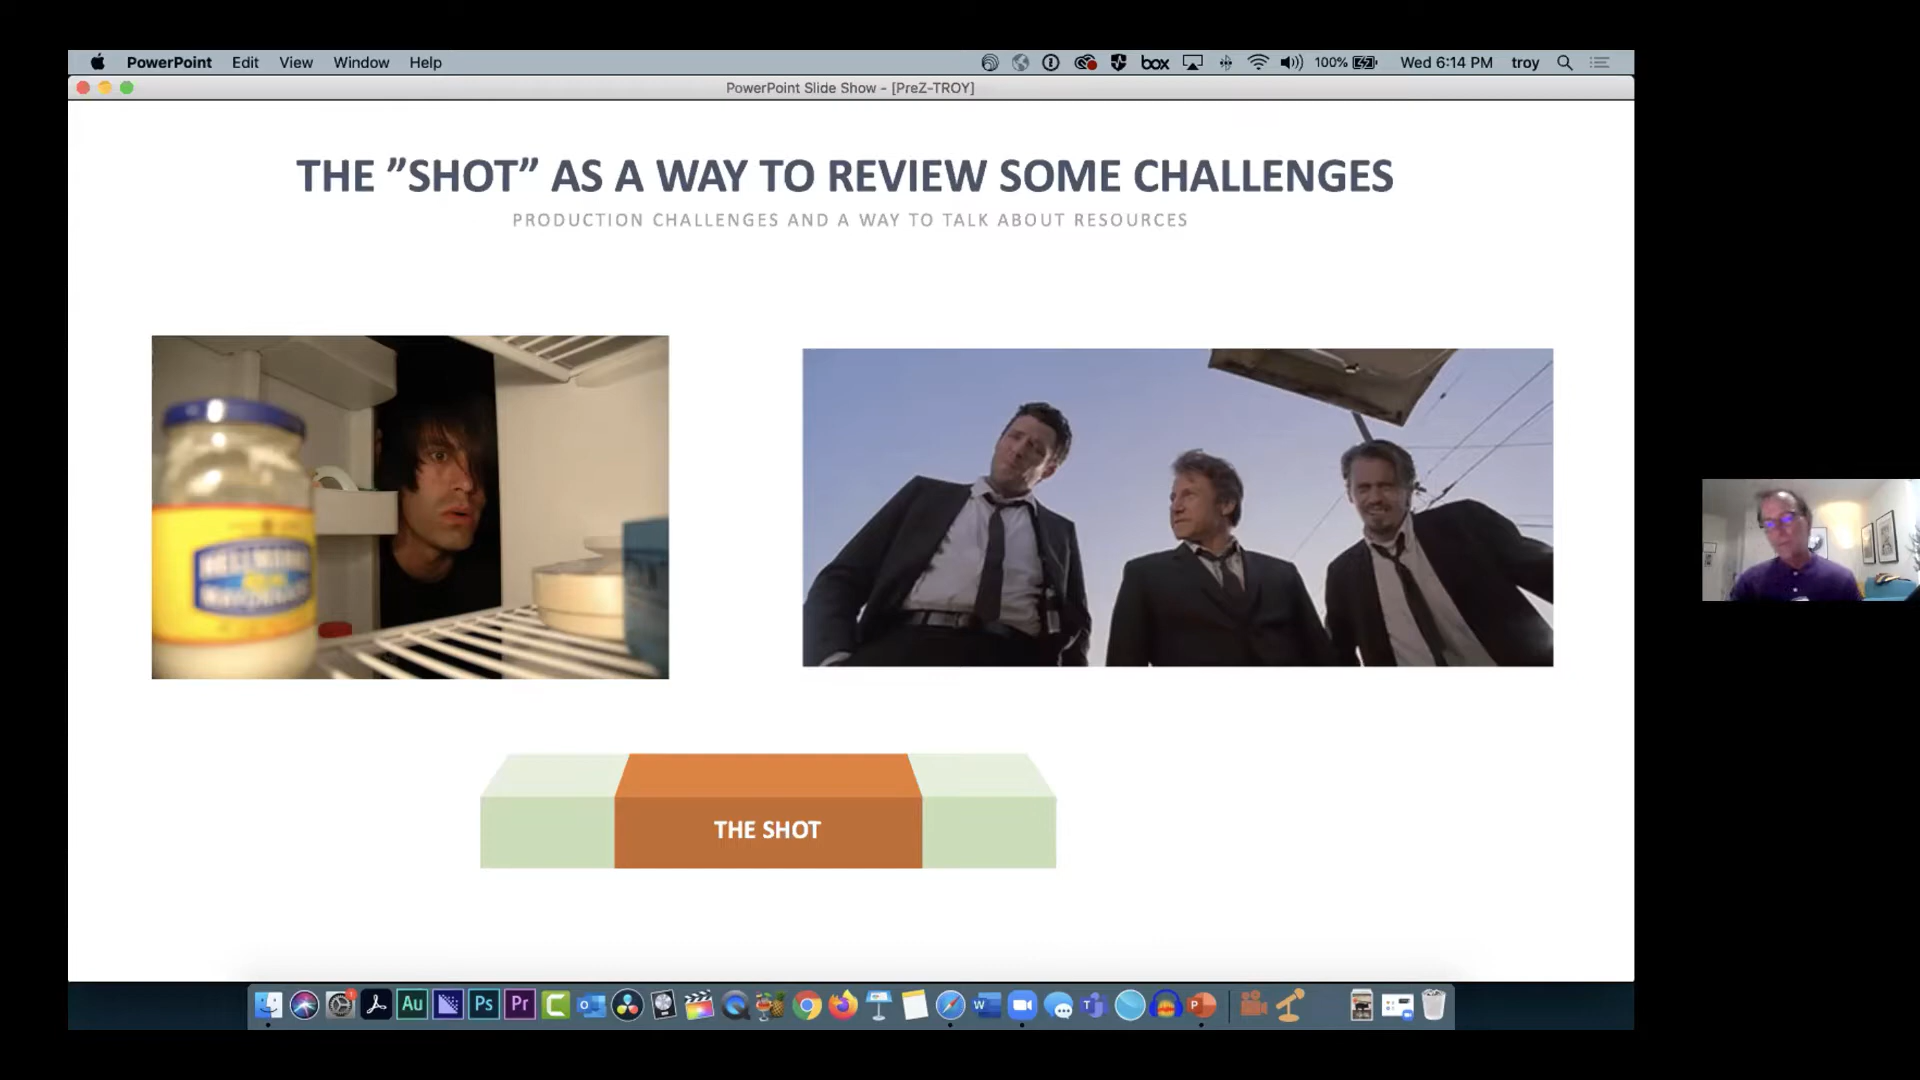 PowerPoint Edit View Window Help box 100% Wed 6:14 PM troy
PowerPoint Slide Show - [PreZ-TROY]
THE ”SHOT” AS A WAY TO REVIEW SOME CHALLENGES
PRODUCTION CHALLENGES AND A WAY TO TALK ABOUT RESOURCES
THE SHOT
Au Ps Pr